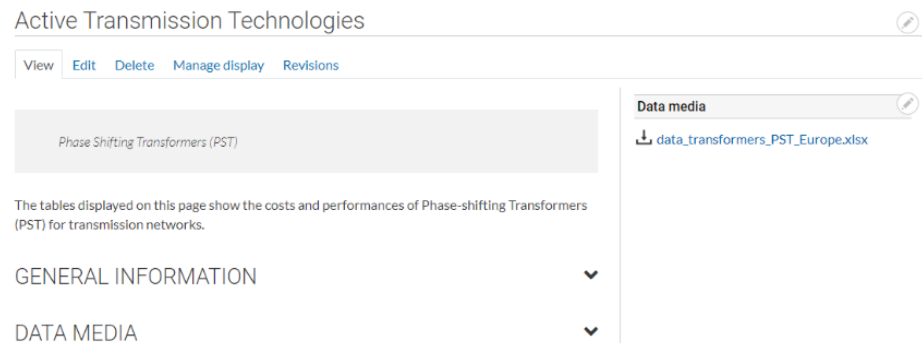 Active Transmission Technologies
View Edit Delete Manage display Revisions
Phase Shifting Transformers (PST)
The tables displayed on this page show the costs and performances of Phase-shifting Transformers
(PST) for transmission networks.
GENERAL INFORMATION
DATA MEDIA
Data media
data_transformers_PST_Europe.xlsx